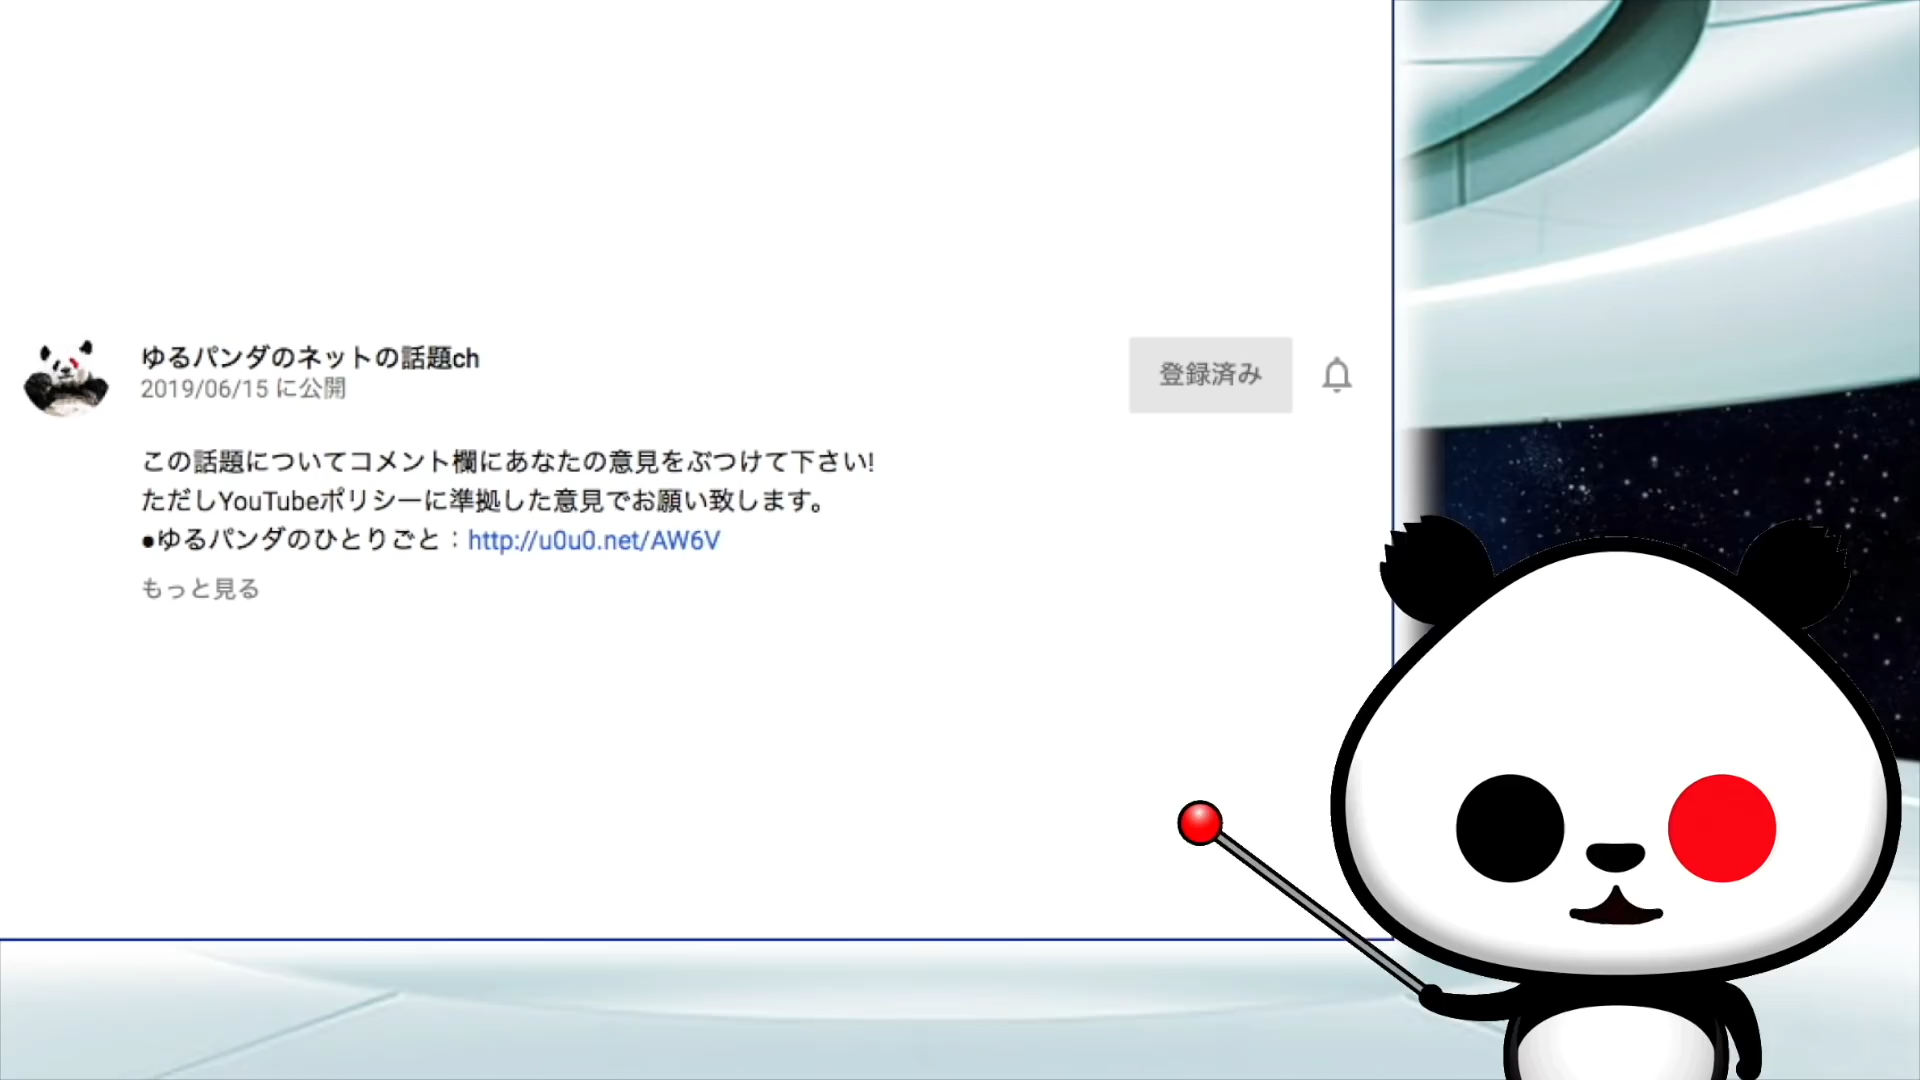 ゆるパンダのネットの話題ch
2019/06/15 に公開
登録済み
この話題についてコメント欄にあなたの意見をぶつけて下さい!
ただしYouTubeポリシーに準拠した意見でお願い致します。
●ゆるパンダのひとりごと：http://u0u0.net/AW6V
もっと見る